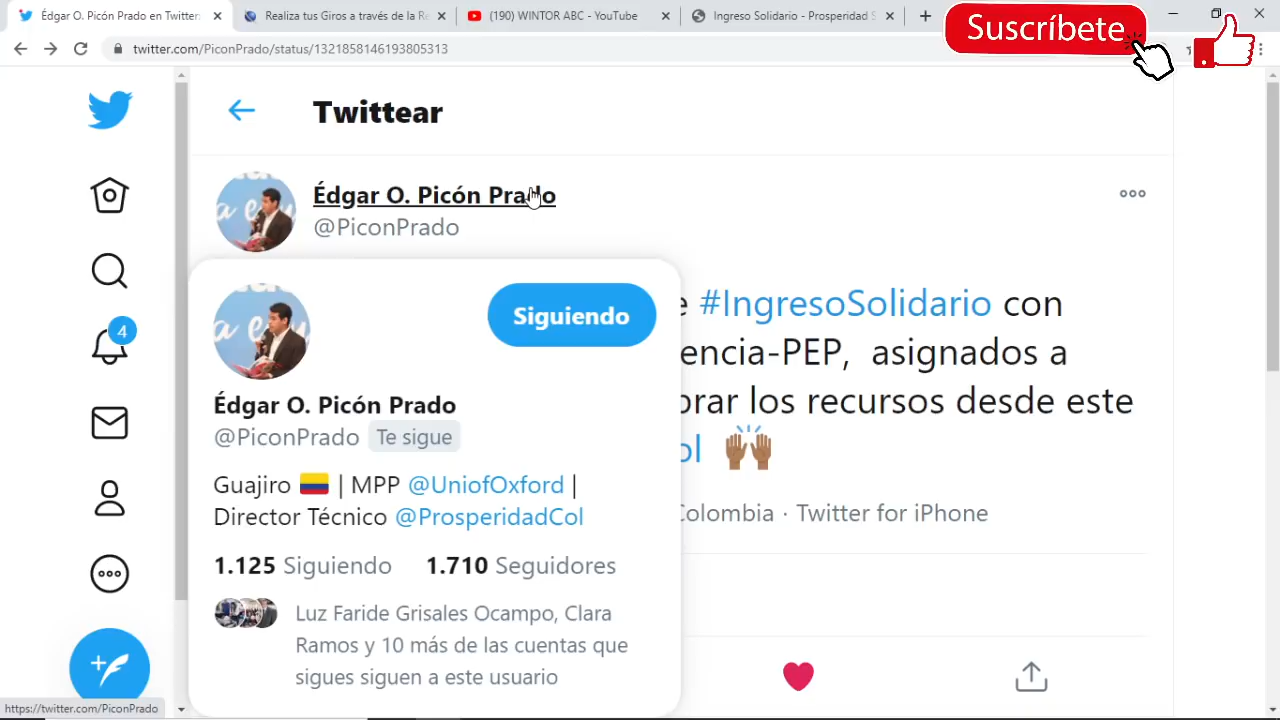 Édgar O. Picón Prado en Twitter
Realiza tus Giros a través de la Re
(190) WINTOR ABC - YouTube
Ingreso Solidario - Prosperidad S
Suscríbete
twitter.com/PiconPrado/status/1321858146193805313
Twittear
Édgar O. Picón Prado
@PiconPrado
e #IngresoSolidario con
encia-PEP, asignados a
brar los recursos desde este
ol
Colombia · Twitter for iPhone
Siguiendo
Édgar O. Picón Prado
@PiconPrado Te sigue
Guajiro | MPP @UniofOxford |
Director Técnico @ProsperidadCol
1.125 Siguiendo 1.710 Seguidores
Luz Faride Grisales Ocampo, Clara
Ramos y 10 más de las cuentas que
sigues siguen a este usuario
4
https://twitter.com/PiconPrado